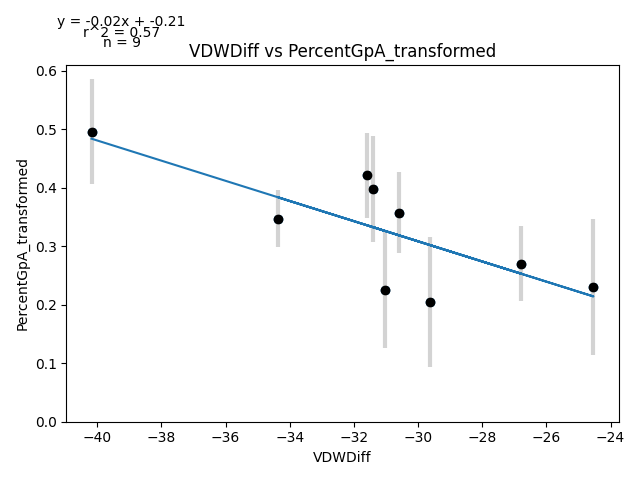 y = -0.02x + -0.21
r^2 = 0.57
n = 9
VDWDiff vs PercentGpA_transformed
PercentGpA_transformed
0.6
0.5
0.4
0.3
0.2
0.1
0.0
−40 −38 −36 −34 −32 −30 −28 −26 −24
VDWDiff